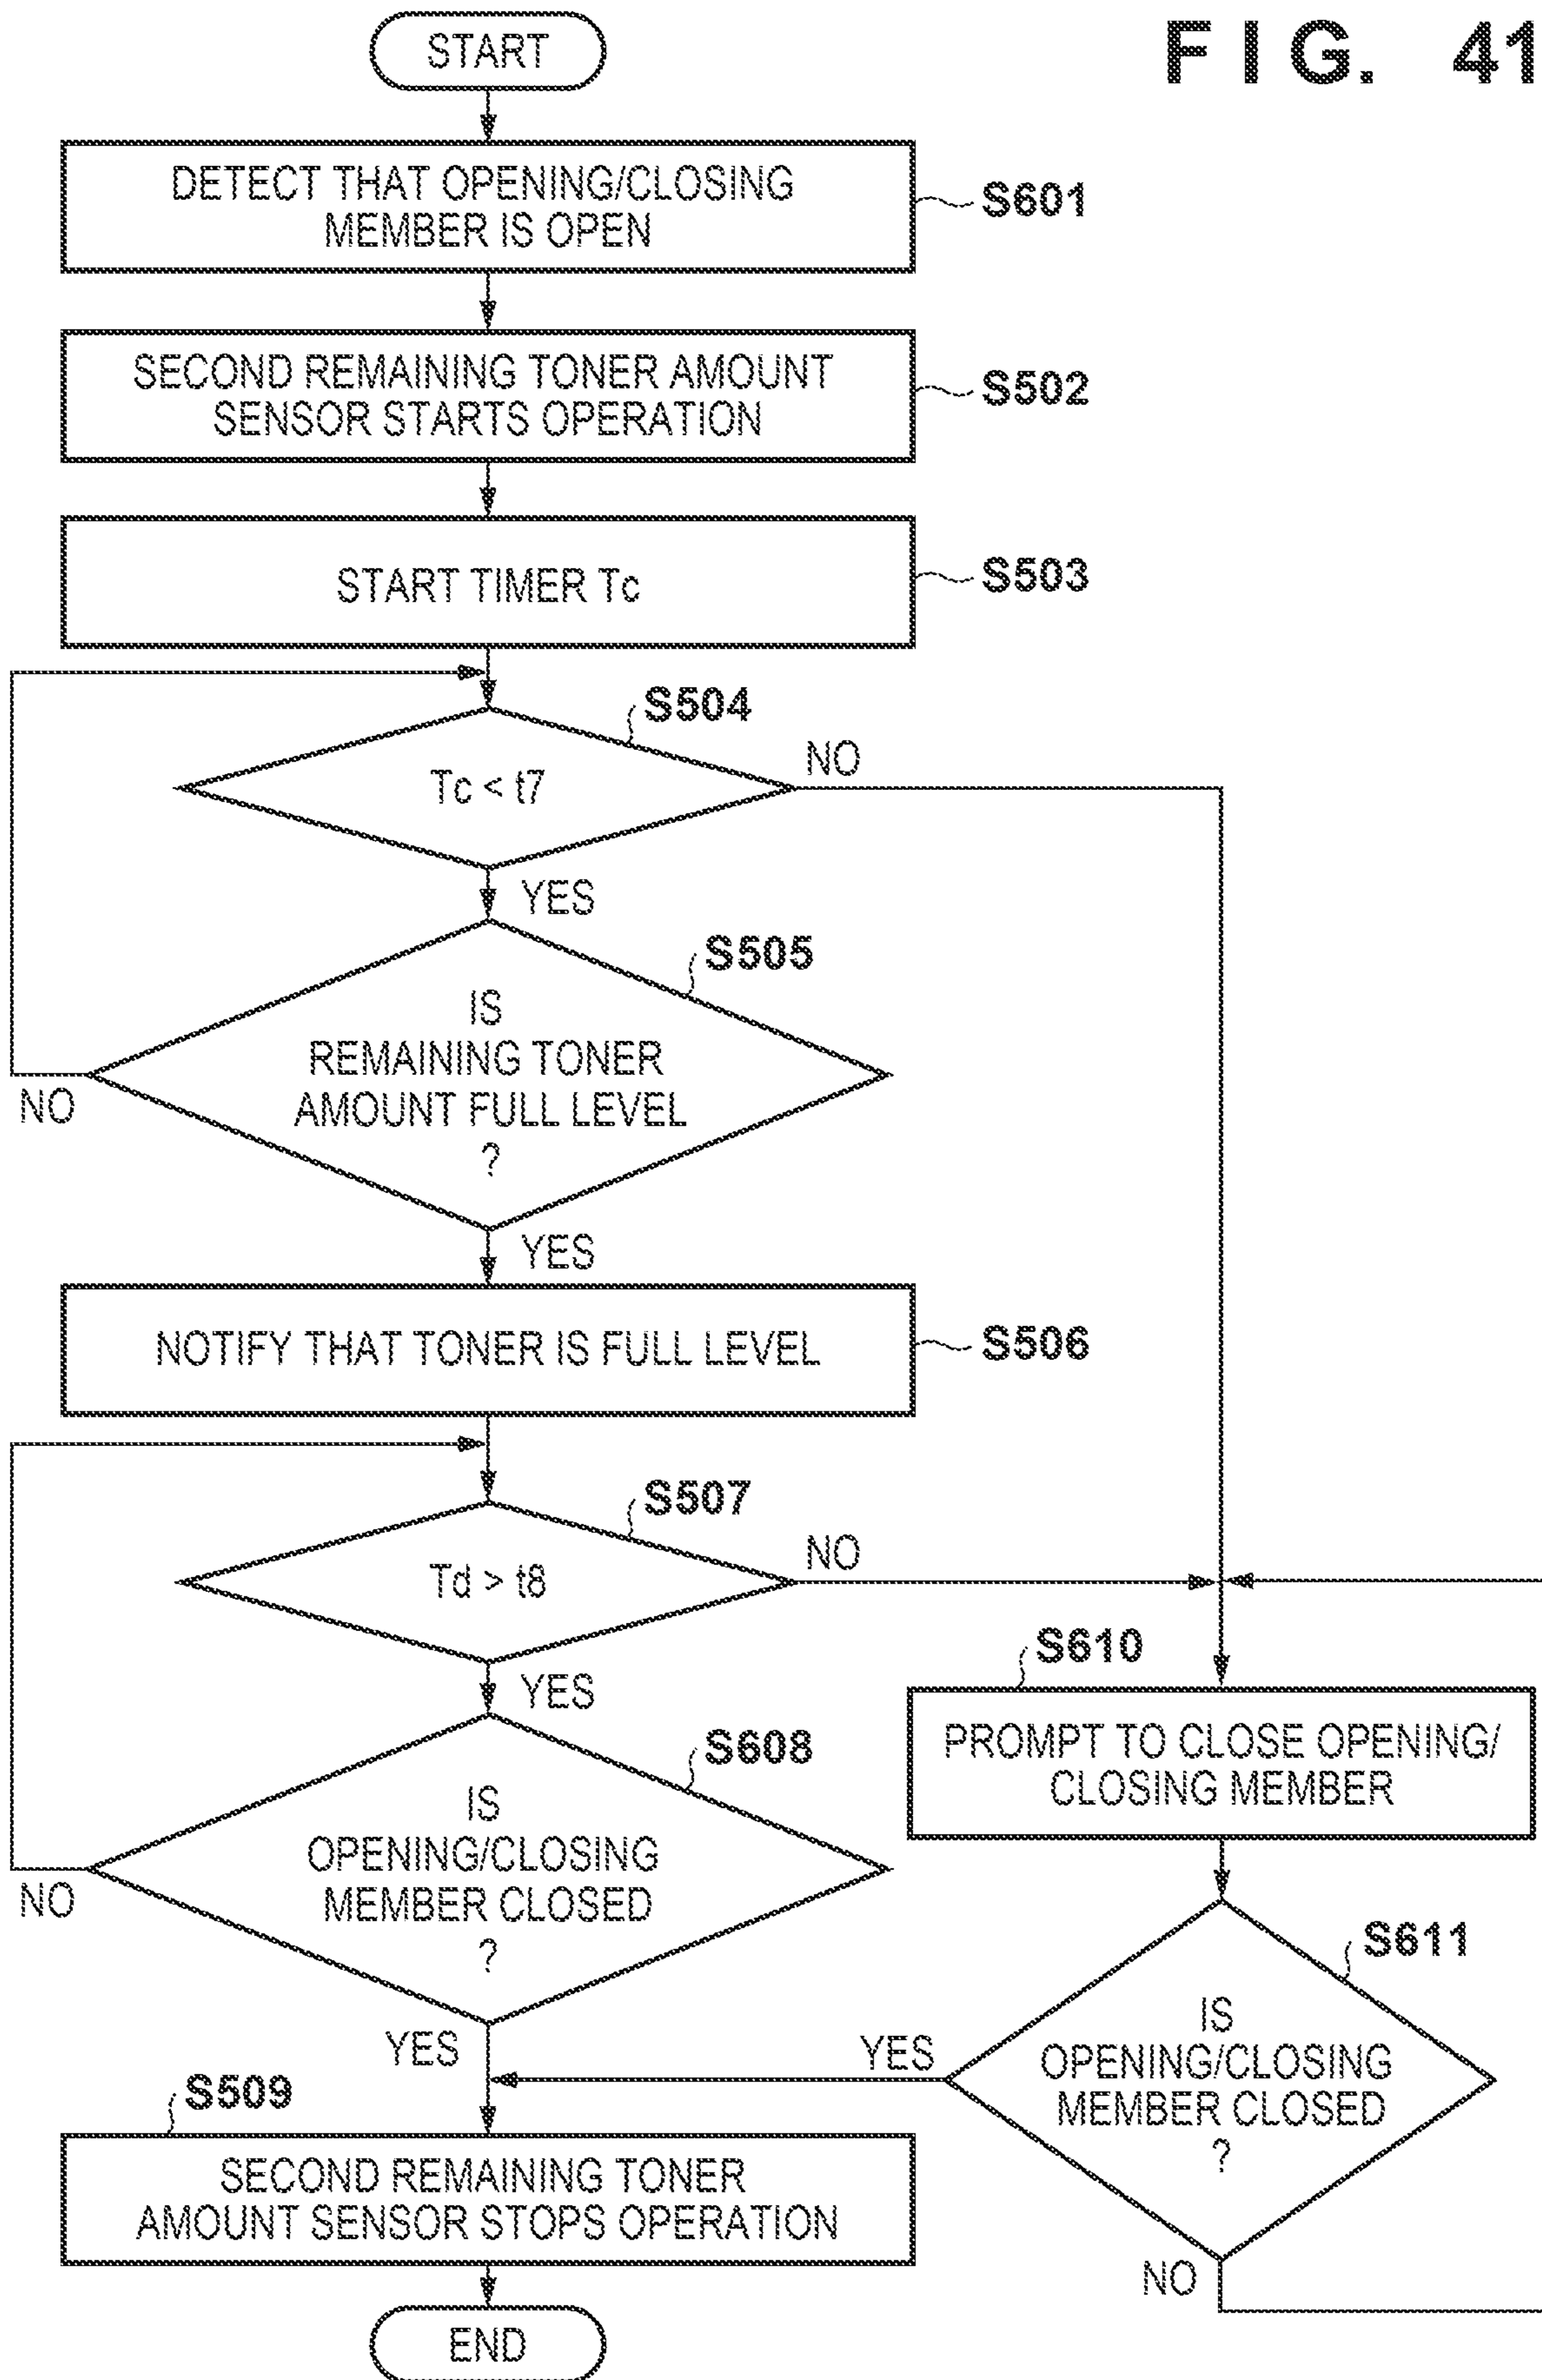 F I G. 41
START
DETECT THAT OPENING/CLOSING
MEMBER IS OPEN
S601
SECOND REMAINING TONER AMOUNT
SENSOR STARTS OPERATION
S502
START TIMER Tc
S503
S504
Tc < t7
NO
YES
S505
IS
REMAINING TONER
AMOUNT FULL LEVEL
?
NO
YES
NOTIFY THAT TONER IS FULL LEVEL
S506
S507
Td > t8
NO
YES
S608
IS
OPENING/CLOSING
MEMBER CLOSED
?
NO
YES
S610
PROMPT TO CLOSE OPENING/
CLOSING MEMBER
S611
IS
OPENING/CLOSING
MEMBER CLOSED
?
YES
NO
S509
SECOND REMAINING TONER
AMOUNT SENSOR STOPS OPERATION
END